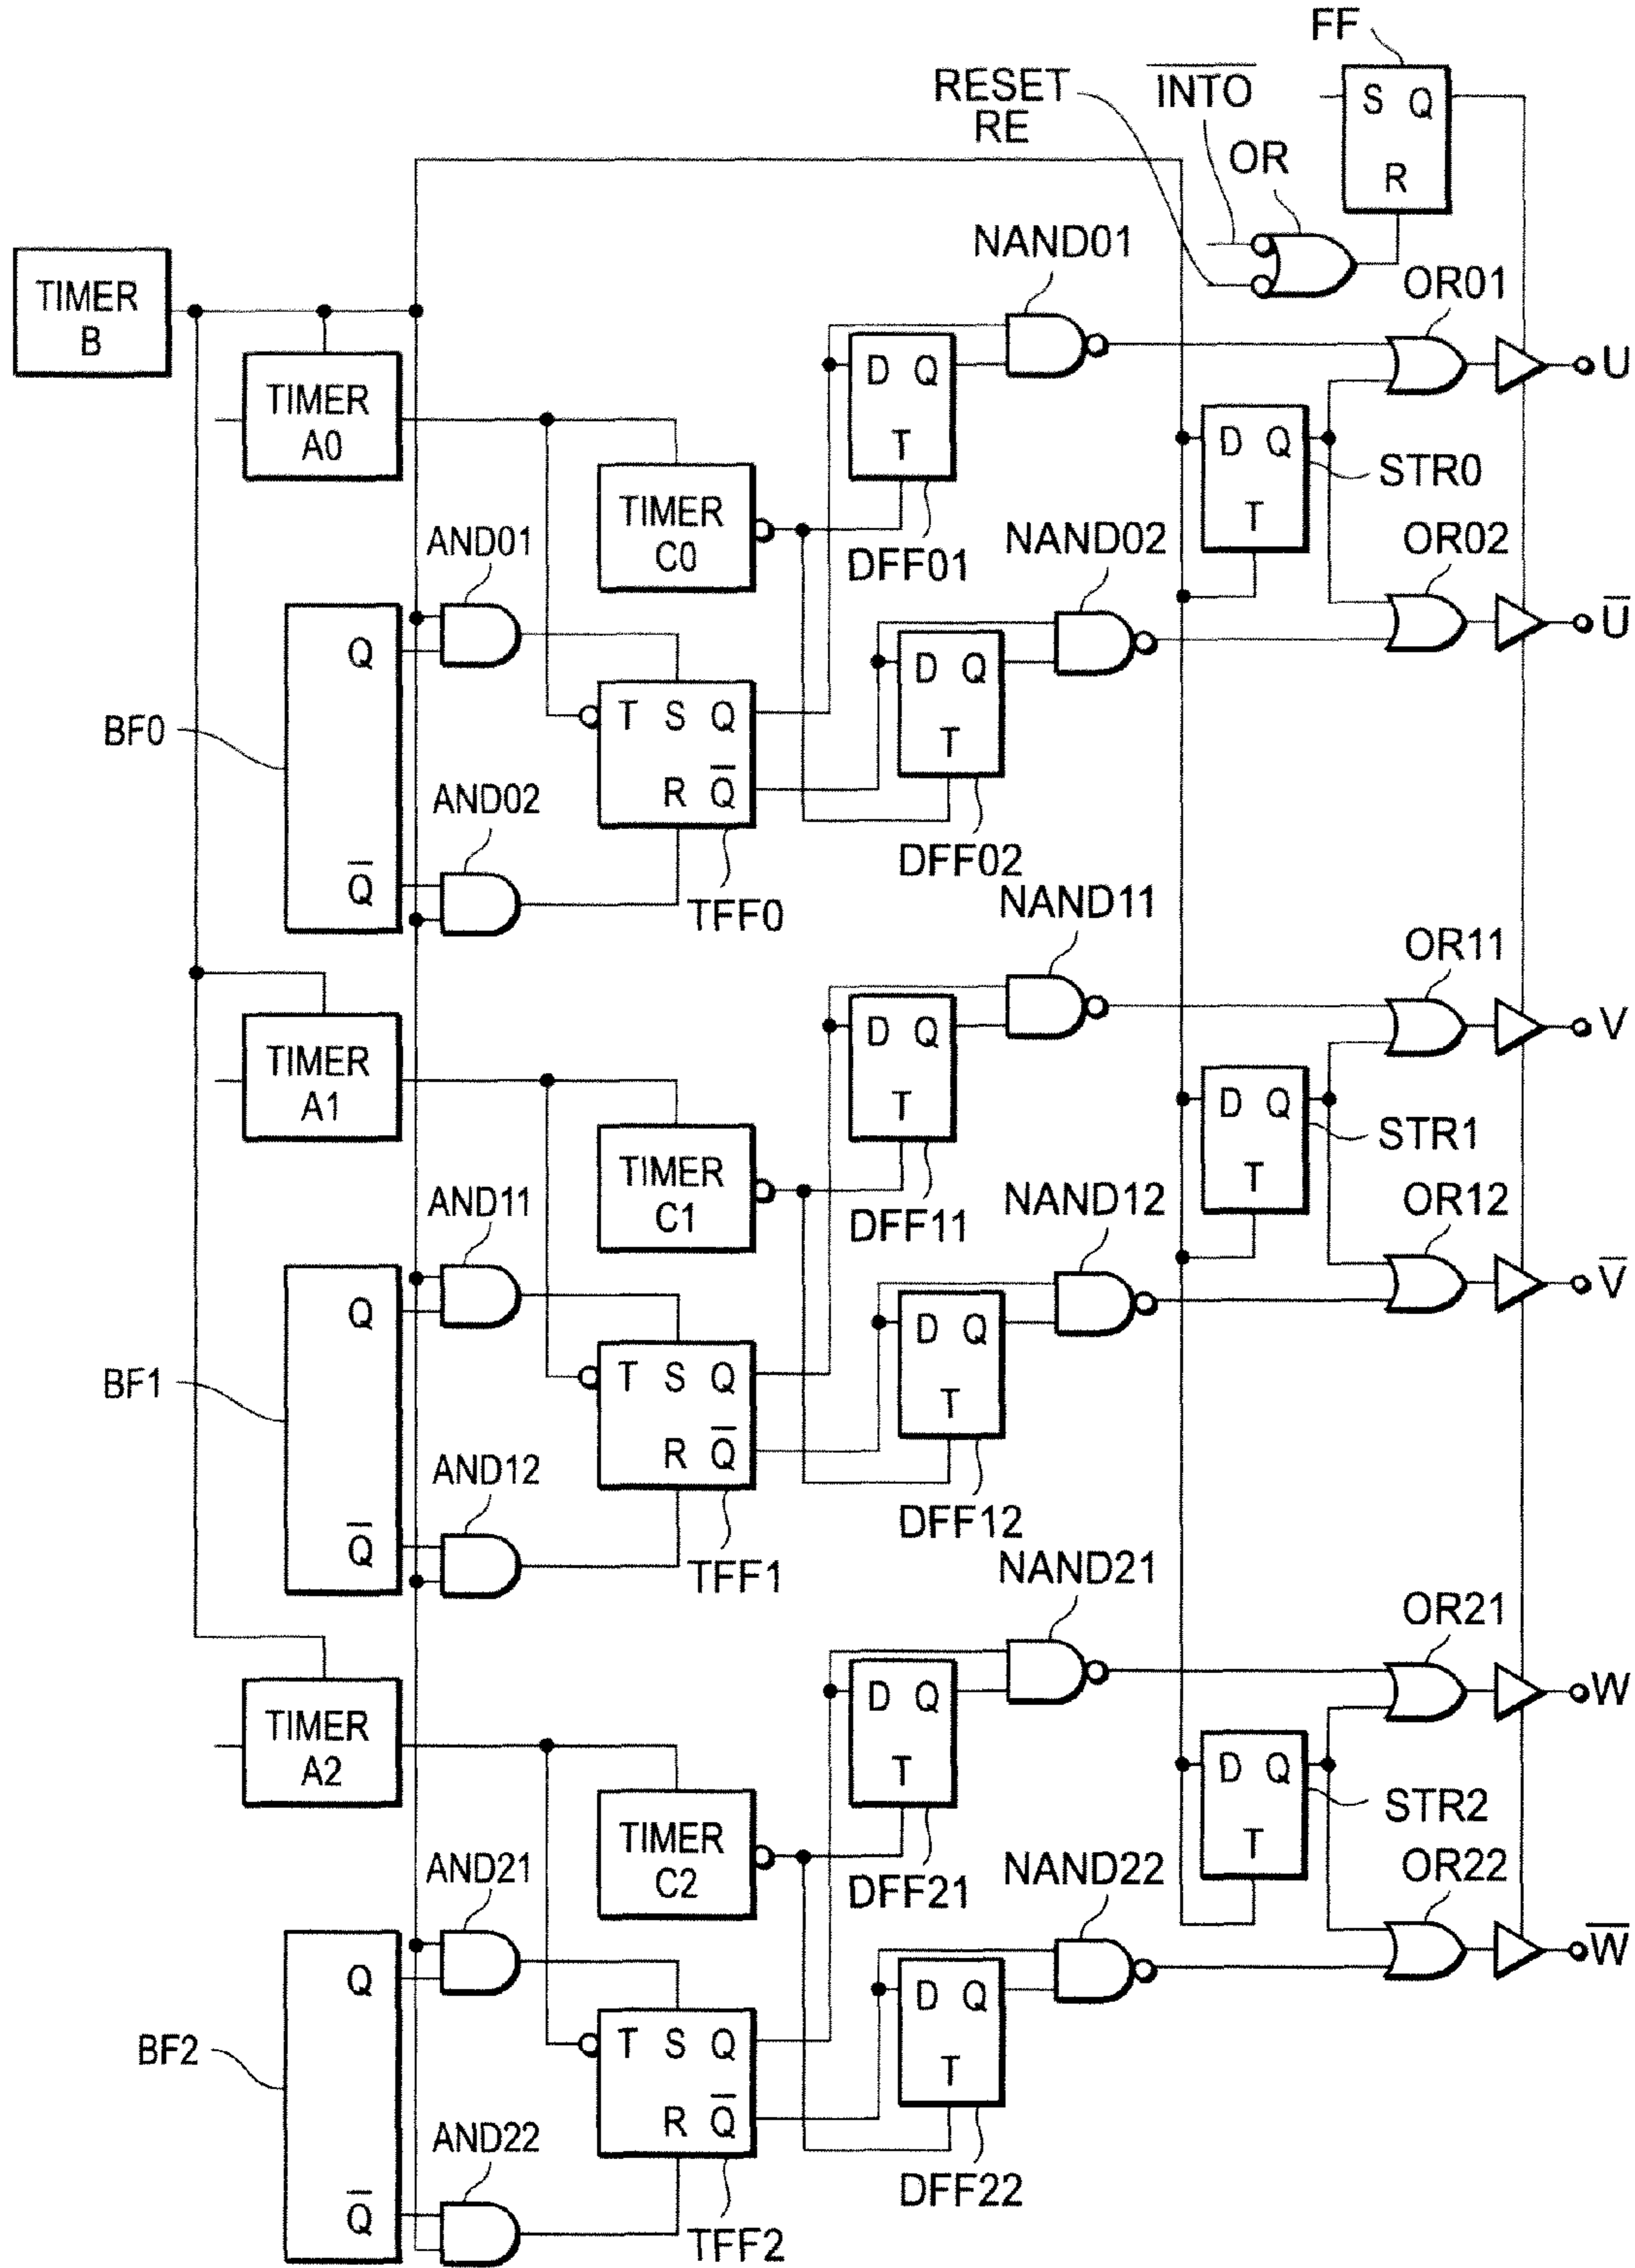 FF
RESET
RE
I̅N̅T̅O̅
OR
S Q
R
TIMER
B
NAND01
OR01
D Q
T
U
TIMER
A0
STR0
D Q
T
TIMER
C0
DFF01
NAND02
OR02
AND01
U̅
Q
D Q
T
T S Q
R Q̅
BF0
AND02
DFF02
Q̅
TFF0
NAND11
OR11
D Q
T
V
TIMER
A1
STR1
D Q
T
TIMER
C1
DFF11
NAND12
OR12
AND11
V̅
Q
D Q
T
T S Q
R Q̅
BF1
AND12
DFF12
Q̅
TFF1
NAND21
OR21
D Q
T
W
TIMER
A2
STR2
D Q
T
TIMER
C2
DFF21
NAND22
OR22
AND21
W̅
Q
D Q
T
T S Q
R Q̅
BF2
AND22
DFF22
Q̅
TFF2